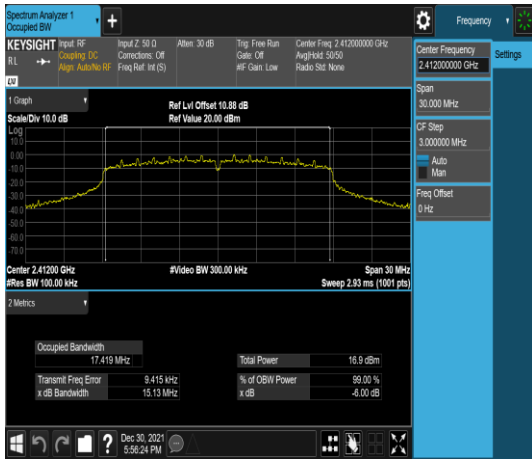 Spectrum Analyzer 1
Occupied BW
KEYSIGHT
RL
LXI
Input: RF
Coupling: DC
Align: Auto/No RF
Input Z: 50 Ω
Corrections: Off
Freq Ref: Int (S)
Atten: 30 dB
Trig: Free Run
Gate: Off
#IF Gain: Low
Center Freq: 2.412000000 GHz
Avg|Hold: 50/50
Radio Std: None
1 Graph
Scale/Div 10.0 dB
Ref Lvl Offset 10.88 dB
Ref Value 20.00 dBm
Log
10.0
0.00
-10.0
-20.0
-30.0
-40.0
-50.0
-60.0
-70.0
Center 2.41200 GHz
#Res BW 100.00 kHz
#Video BW 300.00 kHz
Span 30 MHz
Sweep 2.93 ms (1001 pts)
2 Metrics
Occupied Bandwidth
17.419 MHz
Transmit Freq Error 9.415 kHz
x dB Bandwidth 15.13 MHz
Total Power 16.9 dBm
% of OBW Power 99.00 %
x dB -6.00 dB
Dec 30, 2021
5:56:24 PM
?
Frequency
Settings
Center Frequency
2.412000000 GHz
Span
30.000 MHz
CF Step
3.000000 MHz
Auto
Man
Freq Offset
0 Hz